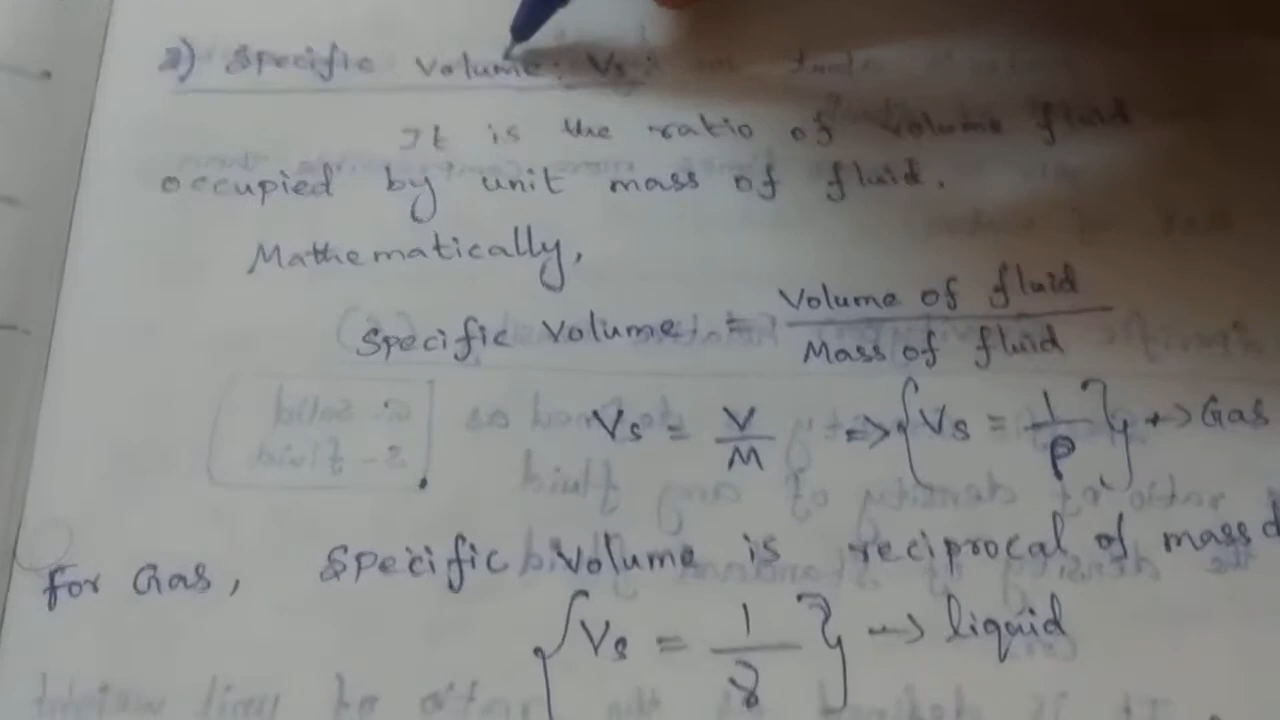 2) Specific Volume: Vs:
It is the ratio of volume fluid
occupied by unit mass of fluid.
Mathematically,
Specific Volume = Volume of fluid / Mass of fluid
Vs = V/M => {Vs = 1/ρ} → Gas
For Gas, Specific Volume is reciprocal of mass d
{Vs = 1/γ} → liquid